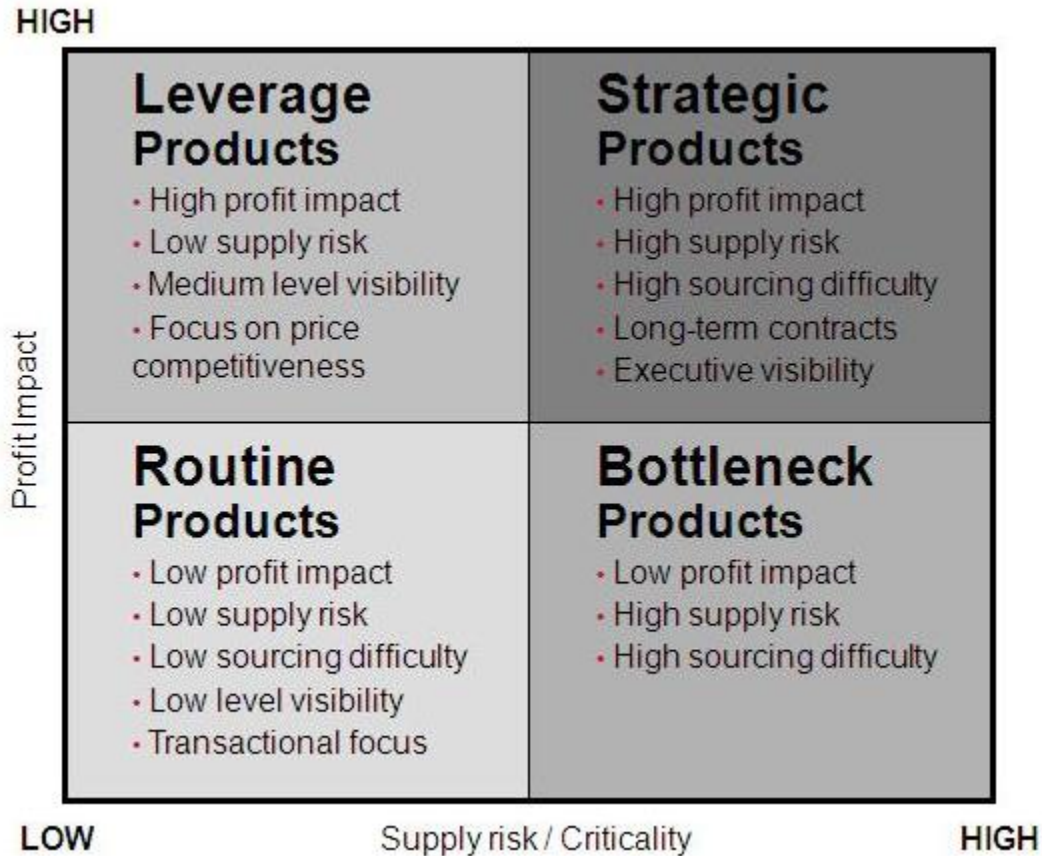 HIGH
Leverage
Products
• High profit impact
• Low supply risk
• Medium level visibility
• Focus on price
competitiveness
Strategic
Products
• High profit impact
• High supply risk
• High sourcing difficulty
• Long-term contracts
• Executive visibility
Profit Impact
Routine
Products
• Low profit impact
• Low supply risk
• Low sourcing difficulty
• Low level visibility
• Transactional focus
Bottleneck
Products
• Low profit impact
• High supply risk
• High sourcing difficulty
LOW
Supply risk / Criticality
HIGH